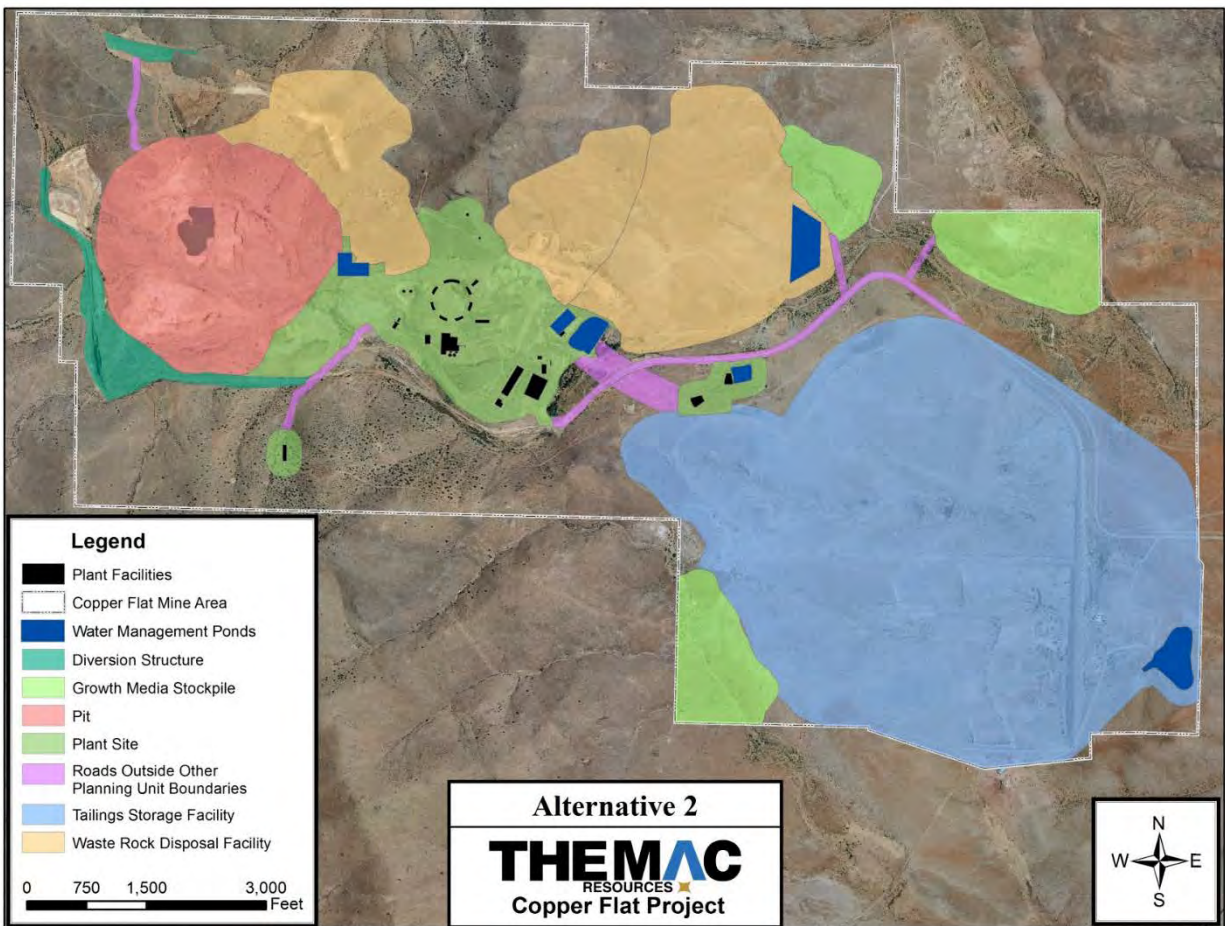 Legend
Plant Facilities
Copper Flat Mine Area
Water Management Ponds
Diversion Structure
Growth Media Stockpile
Pit
Plant Site
Roads Outside Other
Planning Unit Boundaries
Tailings Storage Facility
Waste Rock Disposal Facility
0 750 1,500 3,000
Feet
Alternative 2
THEMAC
RESOURCES
Copper Flat Project
N
W E
S